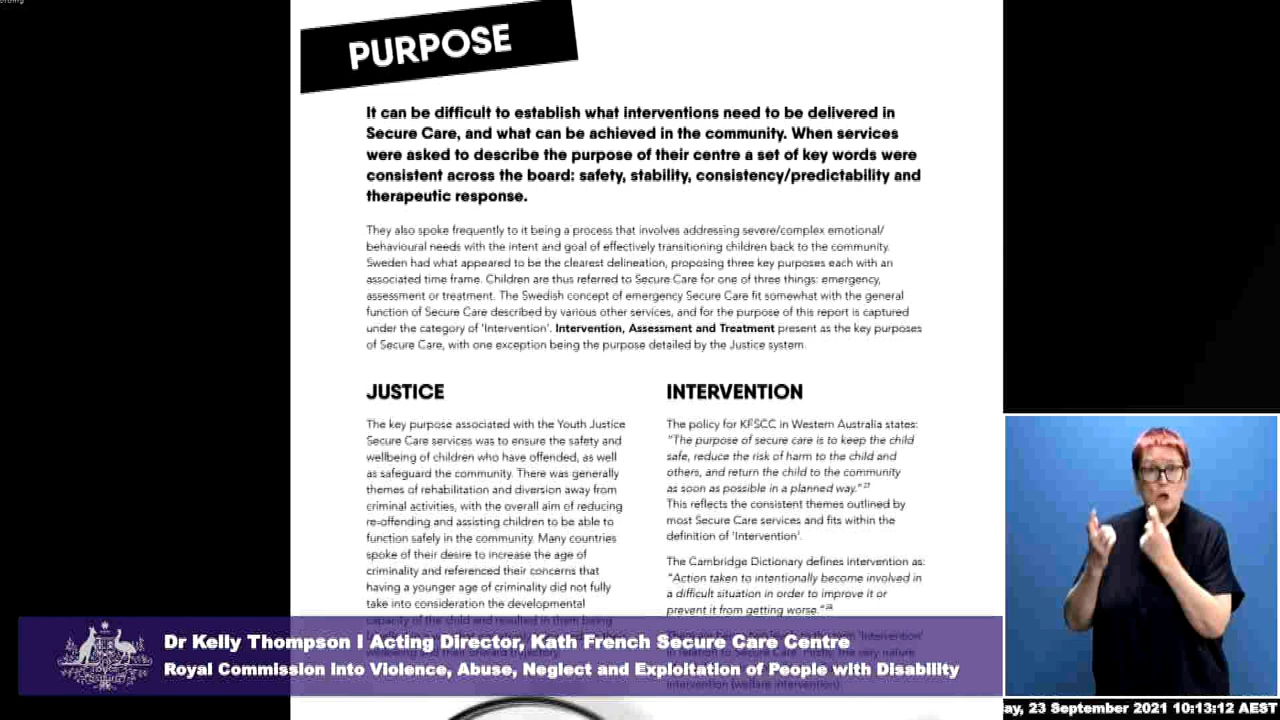 PURPOSE
It can be difficult to establish what interventions need to be delivered in
Secure Care, and what can be achieved in the community. When services
were asked to describe the purpose of their centre a set of key words were
consistent across the board: safety, stability, consistency/predictability and
therapeutic response.
They also spoke frequently to it being a process that involves addressing severe/complex emotional/
behavioural needs with the intent and goal of effectively transitioning children back to the community.
Sweden had what appeared to be the clearest delineation, proposing three key purposes each with an
associated time frame. Children are thus referred to Secure Care for one of three things: emergency,
assessment or treatment. The Swedish concept of emergency Secure Care fit somewhat with the general
function of Secure Care described by various other services, and for the purpose of this report is captured
under the category of 'Intervention'. Intervention, Assessment and Treatment present as the key purposes
of Secure Care, with one exception being the purpose detailed by the Justice system.
JUSTICE
The key purpose associated with the Youth Justice
Secure Care services was to ensure the safety and
wellbeing of children who have offended, as well
as safeguard the community. There was generally
themes of rehabilitation and diversion away from
criminal activities, with the overall aim of reducing
re-offending and assisting children to be able to
function safely in the community. Many countries
spoke of their desire to increase the age of
criminality and referenced their concerns that
having a younger age of criminality did not fully
take into consideration the developmental
capacity of the child and resulted in them being
INTERVENTION
The policy for KFSCC in Western Australia states:
"The purpose of secure care is to keep the child
safe, reduce the risk of harm to the child and
others, and return the child to the community
as soon as possible in a planned way."27
This reflects the consistent themes outlined by
most Secure Care services and fits within the
definition of 'Intervention'.
The Cambridge Dictionary defines intervention as:
"Action taken to intentionally become involved in
a difficult situation in order to improve it or
prevent it from getting worse."28
intervention (welfare intervention).
Dr Kelly Thompson I Acting Director, Kath French Secure Care Centre
Royal Commission into Violence, Abuse, Neglect and Exploitation of People with Disability
23 September 2021 10:13:12 AEST